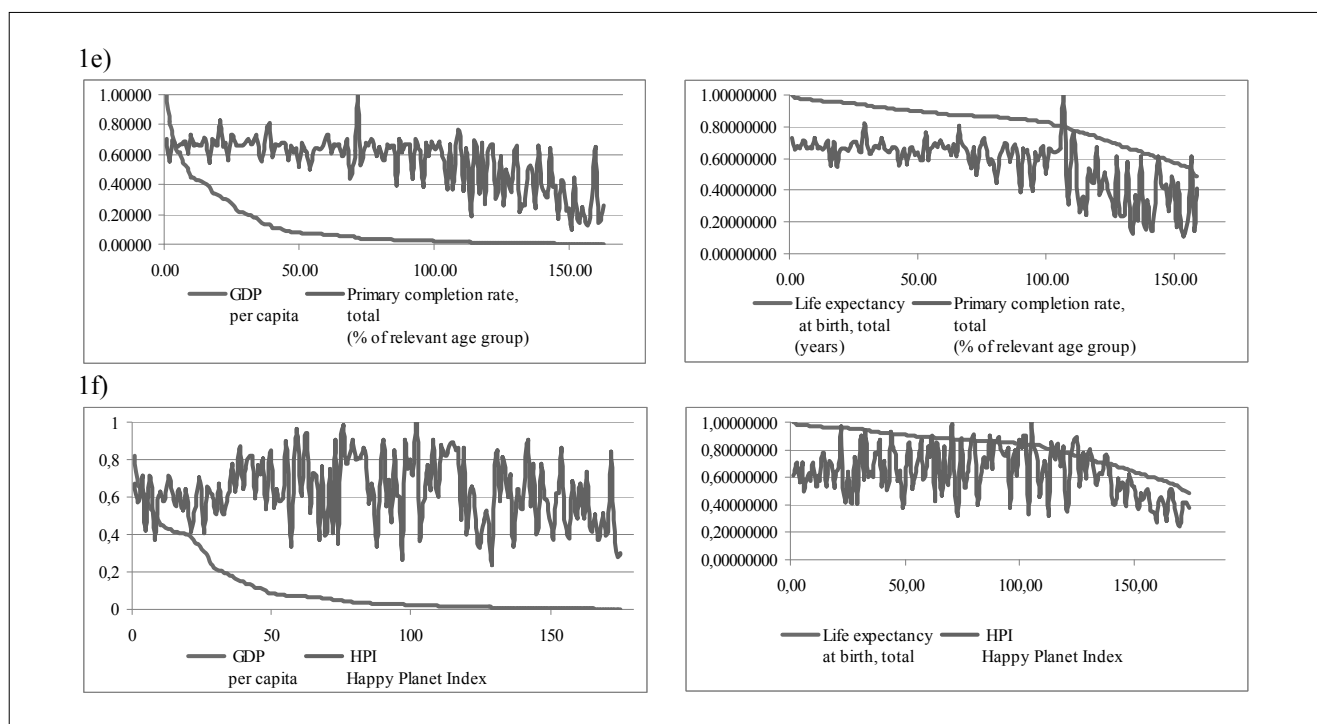 1e)
1.00000
0.80000
0.60000
0.40000
0.20000
0.00000
0.00 50.00 100.00 150.00
GDP Primary completion rate,
per capita total
(% of relevant age group)
1.00000000
0.80000000
0.60000000
0.40000000
0.20000000
0.00000000
0.00 50.00 100.00 150.00
Life expectancy Primary completion rate,
at birth, total total
(years) (% of relevant age group)
1f)
1
0,8
0,6
0,4
0,2
0
0 50 100 150
GDP HPI
per capita Happy Planet Index
1,00000000
0,80000000
0,60000000
0,40000000
0,20000000
0,00000000
0,00 50,00 100,00 150,00
Life expectancy HPI
at birth, total Happy Planet Index